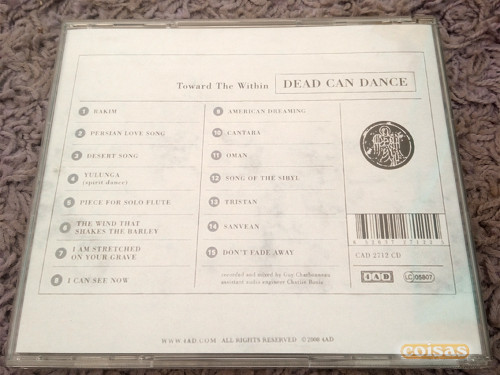 Toward The Within DEAD CAN DANCE
1 RAKIM
2 PERSIAN LOVE SONG
3 DESERT SONG
4 YULUNGA
(spirit dance)
5 PIECE FOR SOLO FLUTE
6 THE WIND THAT
SHAKES THE BARLEY
7 I AM STRETCHED
ON YOUR GRAVE
8 I CAN SEE NOW
9 AMERICAN DREAMING
10 CANTARA
11 OMAN
12 SONG OF THE SIBYL
13 TRISTAN
14 SANVEAN
15 DON'T FADE AWAY
recorded and mixed by Guy Charbonneau
assistant audio engineer Charlie Bouis
CAD 2712 CD
4AD
LC 05807
WWW.4AD.COM · ALL RIGHTS RESERVED © 2006 4AD
coisas